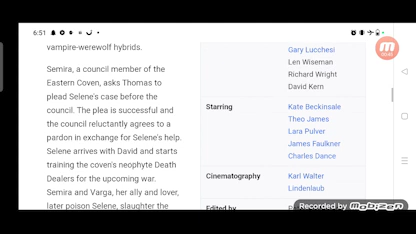 6:51
vampire-werewolf hybrids.
Semira, a council member of the
Eastern Coven, asks Thomas to
plead Selene's case before the
council. The plea is successful and
the council reluctantly agrees to a
pardon in exchange for Selene's help.
Selene arrives with David and starts
training the coven's neophyte Death
Dealers for the upcoming war.
Semira and Varga, her ally and lover,
later poison Selene, slaughter the
Gary Lucchesi
Len Wiseman
Richard Wright
David Kern
Starring
Kate Beckinsale
Theo James
Lara Pulver
James Faulkner
Charles Dance
Cinematography
Karl Walter
Lindenlaub
Edited by
Recorded by Mobizen